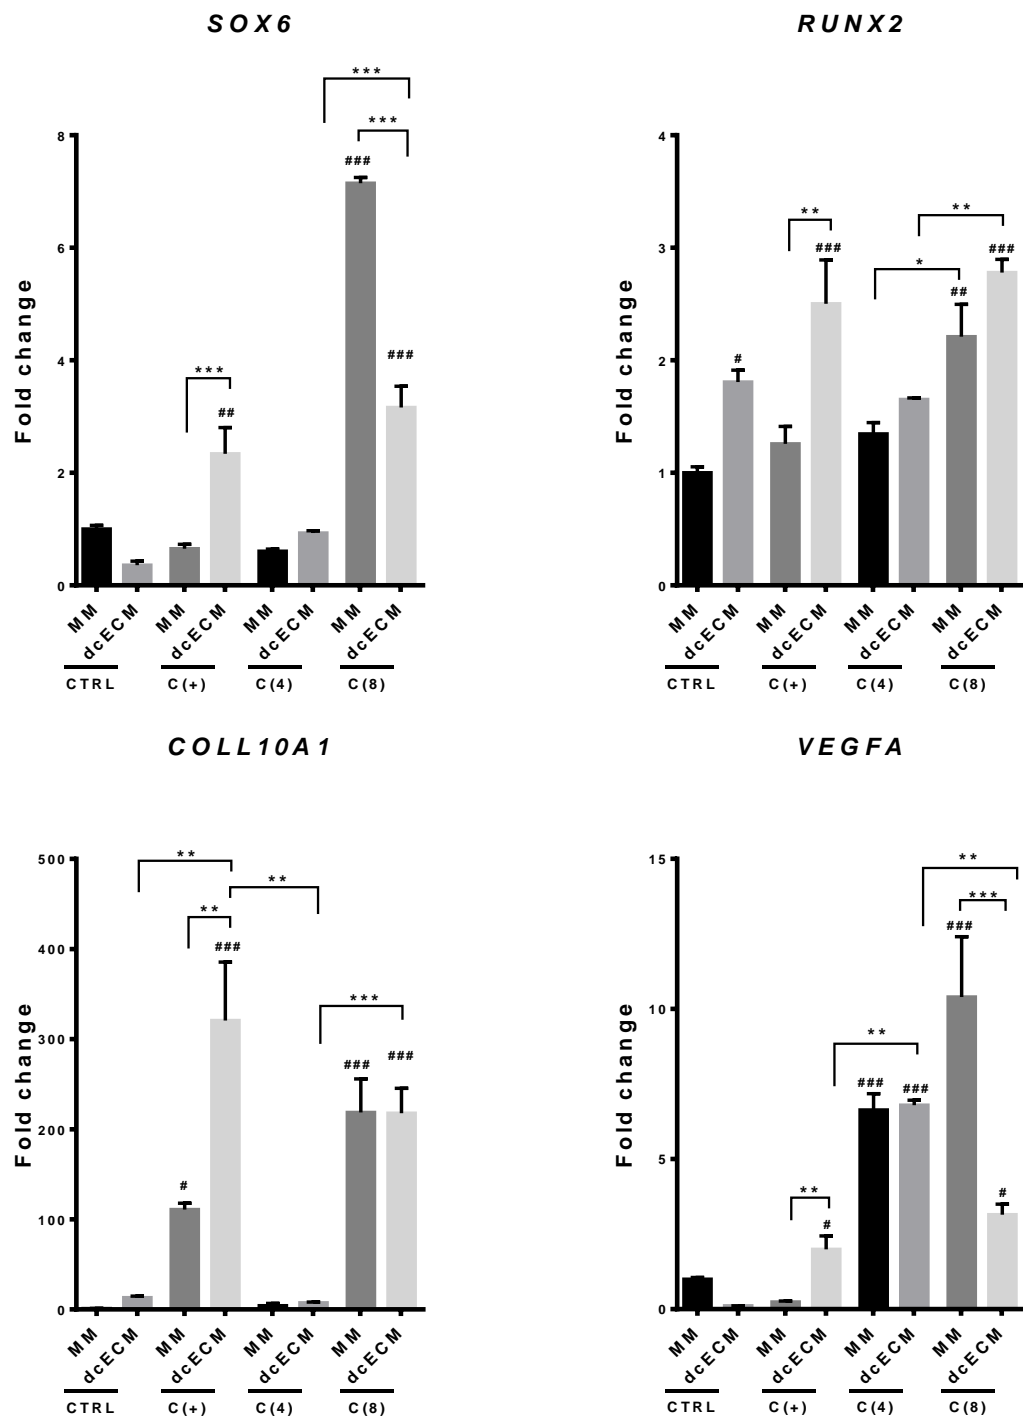 SOX6
***
***
###
###
***
##
8
6
4
2
0
Fold change
MM
dcECM
MM
dcECM
MM
dcECM
MM
dcECM
CTRL
C(+)
C(4)
C(8)
RUNX2
**
**
###
###
*
##
#
4
3
2
1
0
Fold change
MM
dcECM
MM
dcECM
MM
dcECM
MM
dcECM
CTRL
C(+)
C(4)
C(8)
COLL10A1
**
**
**
###
***
###
###
#
500
400
300
200
100
0
Fold change
MM
dcECM
MM
dcECM
MM
dcECM
MM
dcECM
CTRL
C(+)
C(4)
C(8)
VEGFA
**
***
###
**
###
###
**
#
#
15
10
5
0
Fold change
MM
dcECM
MM
dcECM
MM
dcECM
MM
dcECM
CTRL
C(+)
C(4)
C(8)